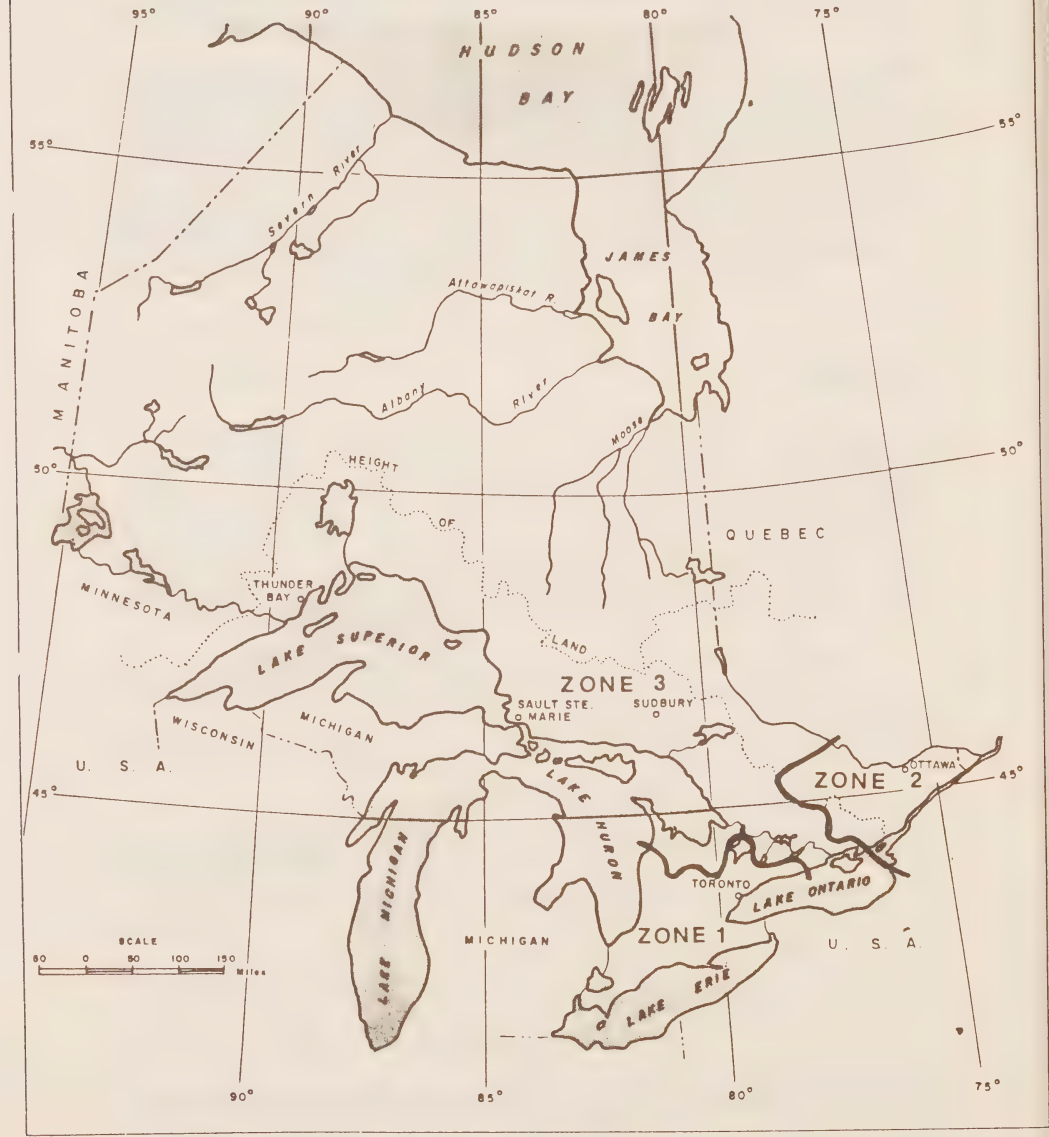 95°
90°
85°
80°
75°
HUDSON
BAY
55°
55°
Severn River
JAMES
BAY
Attawapiskat R.
MANITOBA
Albany River
Moose
50°
50°
HEIGHT
OF
LAND
QUEBEC
THUNDER
BAY
MINNESOTA
LAKE SUPERIOR
ZONE 3
SAULT STE.
MARIE
SUDBURY
WISCONSIN
MICHIGAN
U. S. A.
OTTAWA
ZONE 2
45°
45°
LAKE HURON
LAKE MICHIGAN
TORONTO
LAKE ONTARIO
MICHIGAN
ZONE 1
U. S. A.
SCALE
50 0 50 100 150
Miles
LAKE ERIE
90°
85°
80°
75°